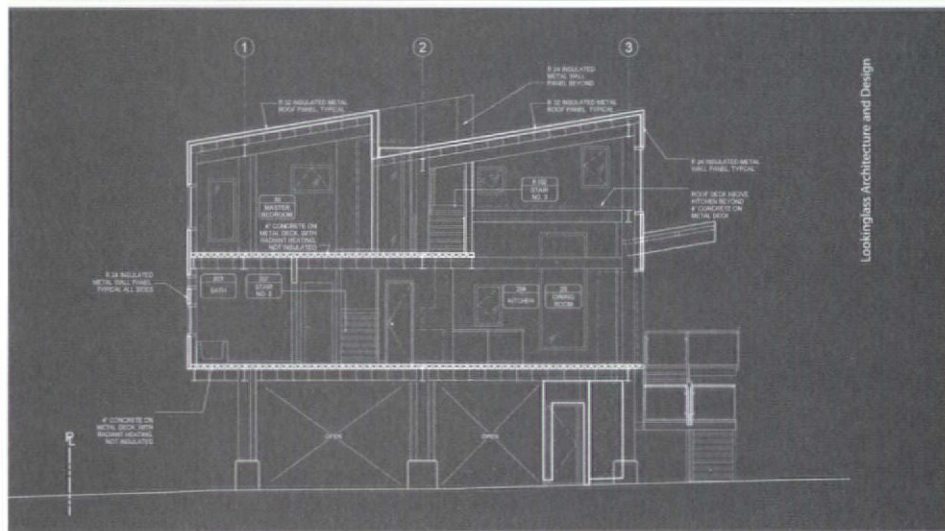 1
2
3
R 24 INSULATED
METAL WALL
PANEL BEYOND
R 32 INSULATED METAL
ROOF PANEL, TYPICAL
R 32 INSULATED METAL
ROOF PANEL, TYPICAL
R 24 INSULATED METAL
WALL PANEL TYPICAL
STAIR
NO. 2
MASTER
BEDROOM
ROOF DECK ABOVE
KITCHEN BEYOND
4" CONCRETE ON
METAL DECK
4" CONCRETE ON
METAL DECK, WITH
RADIANT HEATING,
NOT INSULATED
R 24 INSULATED
METAL WALL PANEL
TYPICAL ALL SIDES
BATH
STAIR
NO. 2
KITCHEN
DINING
ROOM
4" CONCRETE ON
METAL DECK, WITH
RADIANT HEATING,
NOT INSULATED
OPEN
OPEN
PL
Lookinglass Architecture and Design